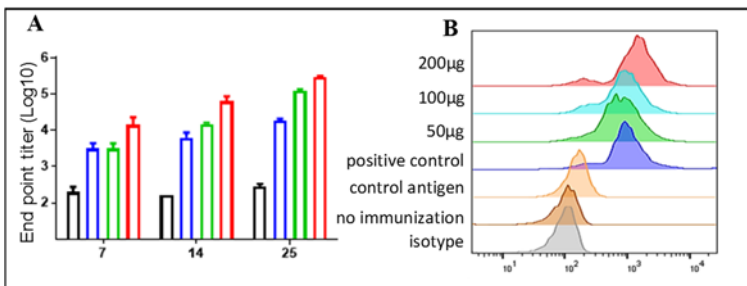 A
End point titer (Log10)
6
5
4
3
2
7 14 25
B
200µg
100µg
50µg
positive control
control antigen
no immunization
isotype
10¹ 10² 10³ 10⁴